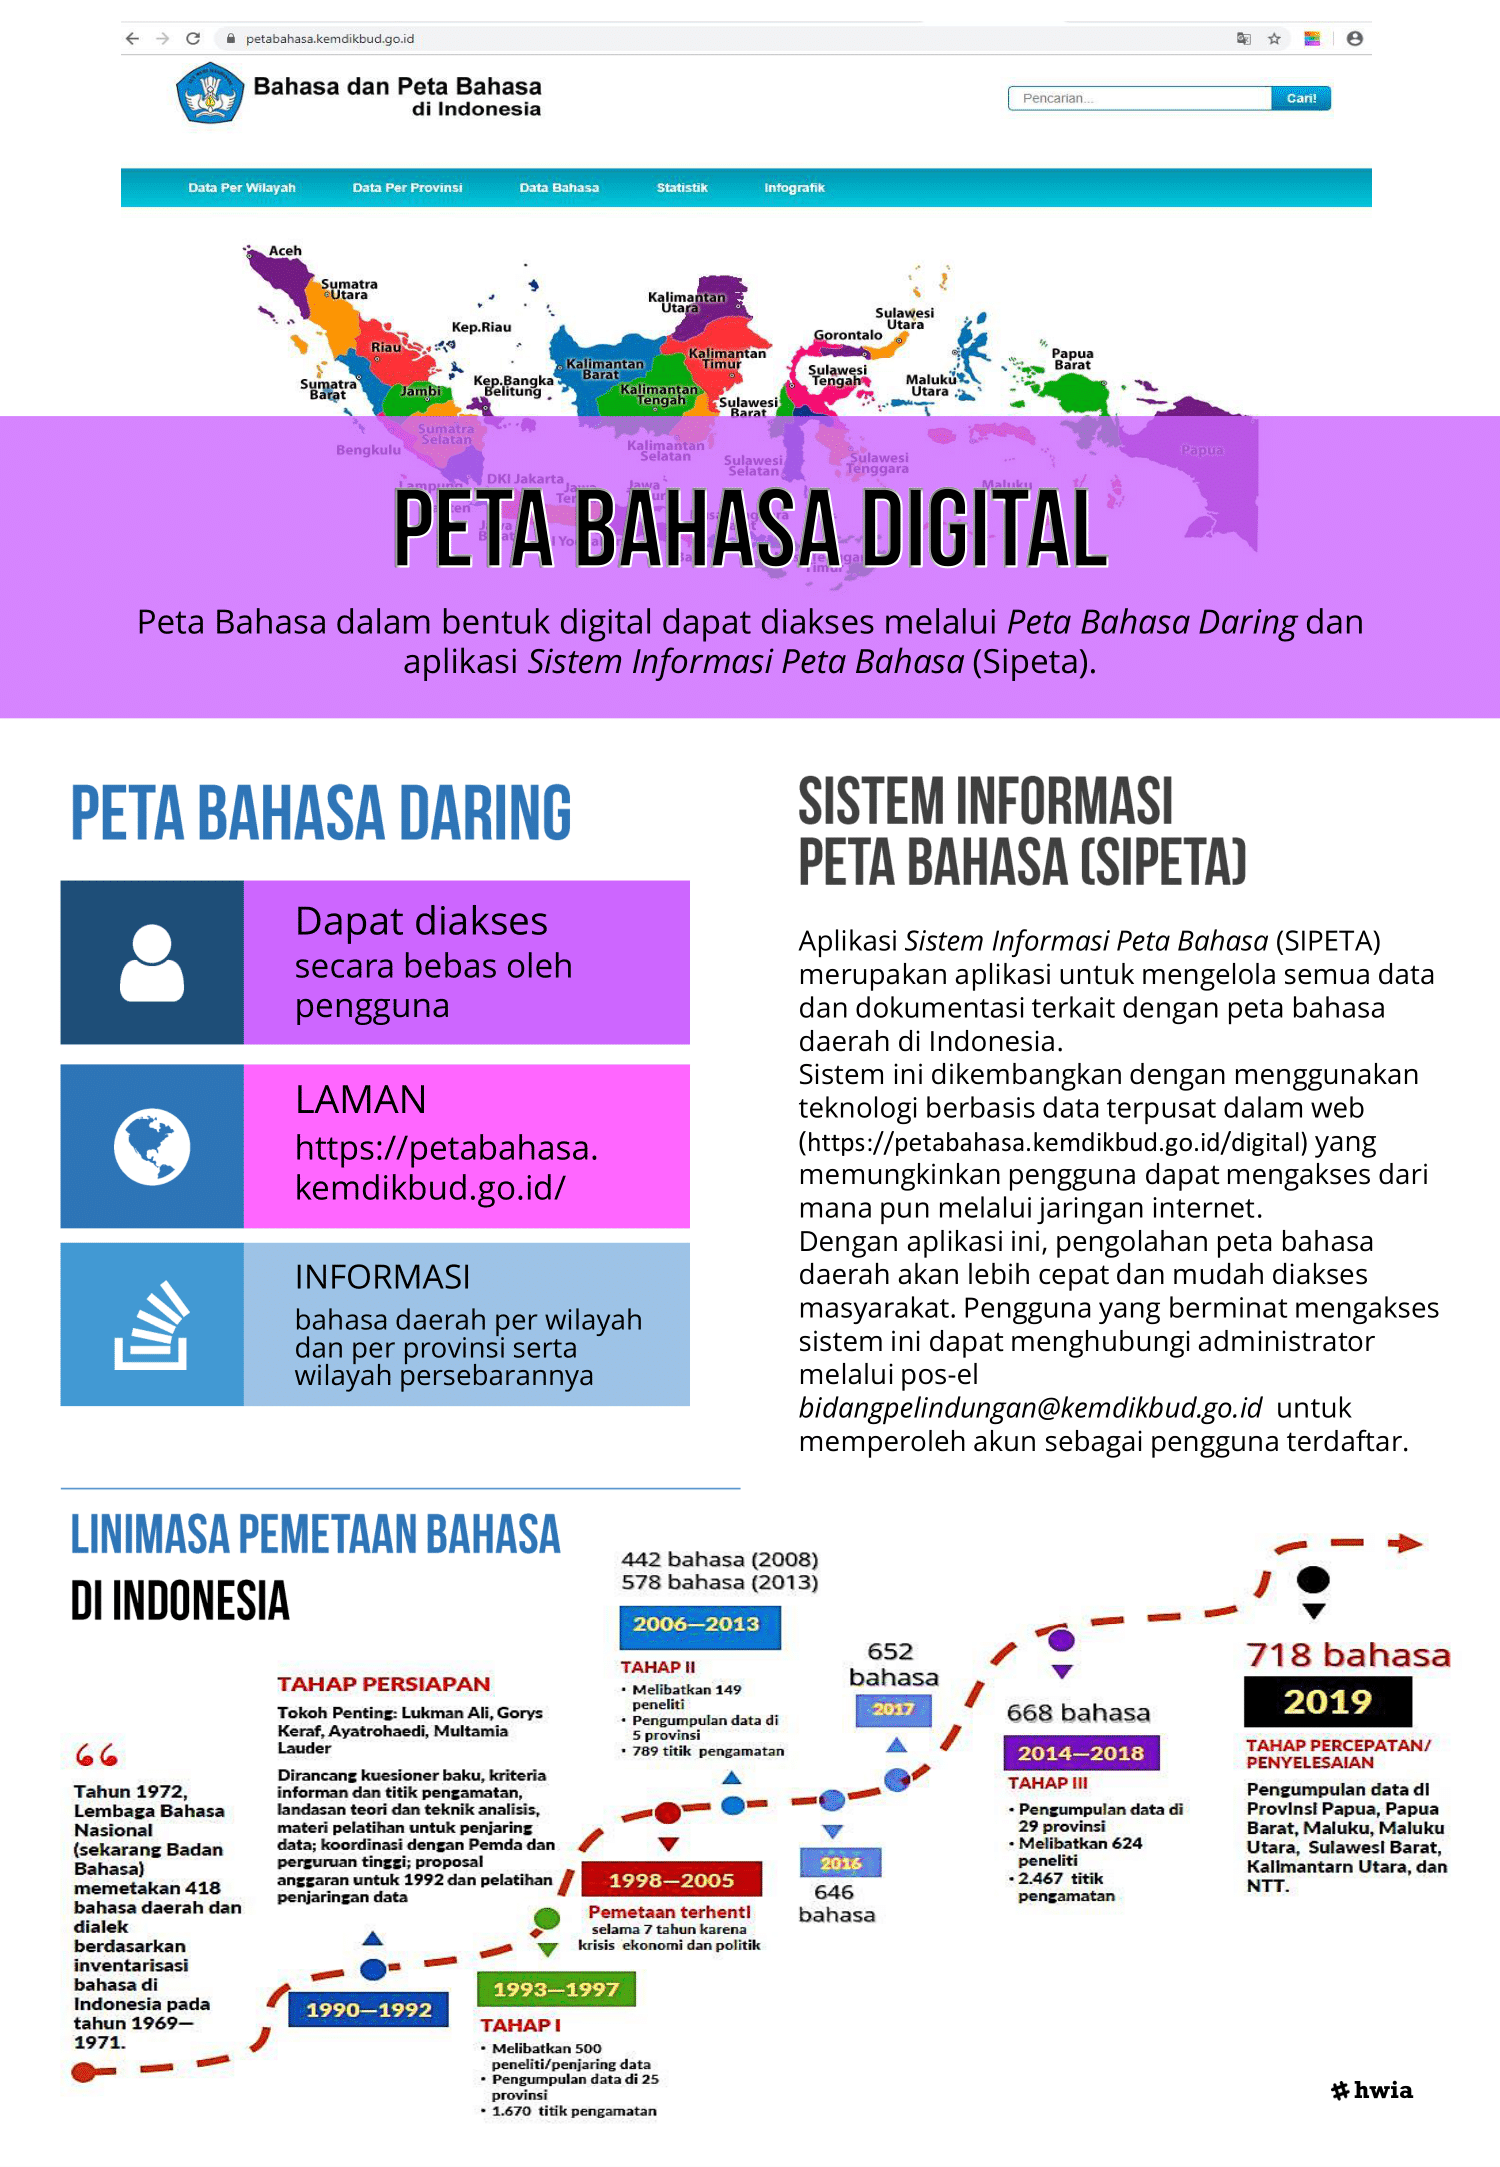 petabahasa.kemdikbud.go.id
Bahasa dan Peta Bahasa
di Indonesia
Pencarian...
Cari!
Data Per Wilayah
Data Per Provinsi
Data Bahasa
Statistik
Infografik
Aceh
Sumatra
Utara
Riau
Kep.Riau
Sumatra
Barat
Jambi
Kep.Bangka
Belitung
Kalimantan
Utara
Kalimantan
Barat
Kalimantan
Timur
Kalimantan
Tengah
Sulawesi
Barat
Gorontalo
Sulawesi
Utara
Sulawesi
Tengah
Maluku
Utara
Papua
Barat
Sumatra
Selatan
Bengkulu
Kalimantan
Selatan
Sulawesi
Selatan
Sulawesi
Tenggara
Papua
Lampung
DKI Jakarta
Jawa
Maluku
PETA BAHASA DIGITAL
Peta Bahasa dalam bentuk digital dapat diakses melalui Peta Bahasa Daring dan
aplikasi Sistem Informasi Peta Bahasa (Sipeta).
PETA BAHASA DARING
Dapat diakses
secara bebas oleh
pengguna
LAMAN
https://petabahasa.
kemdikbud.go.id/
INFORMASI
bahasa daerah per wilayah
dan per provinsi serta
wilayah persebarannya
SISTEM INFORMASI
PETA BAHASA (SIPETA)
Aplikasi Sistem Informasi Peta Bahasa (SIPETA)
merupakan aplikasi untuk mengelola semua data
dan dokumentasi terkait dengan peta bahasa
daerah di Indonesia.
Sistem ini dikembangkan dengan menggunakan
teknologi berbasis data terpusat dalam web
(https://petabahasa.kemdikbud.go.id/digital) yang
memungkinkan pengguna dapat mengakses dari
mana pun melalui jaringan internet.
Dengan aplikasi ini, pengolahan peta bahasa
daerah akan lebih cepat dan mudah diakses
masyarakat. Pengguna yang berminat mengakses
sistem ini dapat menghubungi administrator
melalui pos-el
bidangpelindungan@kemdikbud.go.id untuk
memperoleh akun sebagai pengguna terdaftar.
LINIMASA PEMETAAN BAHASA
DI INDONESIA
“
Tahun 1972,
Lembaga Bahasa
Nasional
(sekarang Badan
Bahasa)
memetakan 418
bahasa daerah dan
dialek
berdasarkan
inventarisasi
bahasa di
Indonesia pada
tahun 1969—
1971.
TAHAP PERSIAPAN
Tokoh Penting: Lukman Ali, Gorys
Keraf, Ayatrohaedi, Multamia
Lauder
Dirancang kuesioner baku, kriteria
informan dan titik pengamatan,
landasan teori dan teknik analisis,
materi pelatihan untuk penjaring
data; koordinasi dengan Pemda dan
perguruan tinggi; proposal
anggaran untuk 1992 dan pelatihan
penjaringan data
1990—1992
1993—1997
TAHAP I
• Melibatkan 500
peneliti/penjaring data
• Pengumpulan data di 25
provinsi
• 1.670 titik pengamatan
1998—2005
Pemetaan terhenti
selama 7 tahun karena
krisis ekonomi dan politik
442 bahasa (2008)
578 bahasa (2013)
2006—2013
TAHAP II
• Melibatkan 149
peneliti
• Pengumpulan data di
5 provinsi
• 789 titik pengamatan
2016
646
bahasa
652
bahasa
2017
668 bahasa
2014—2018
TAHAP III
• Pengumpulan data di
29 provinsi
• Melibatkan 624
peneliti
• 2.467 titik
pengamatan
718 bahasa
2019
TAHAP PERCEPATAN/
PENYELESAIAN
Pengumpulan data di
Provinsi Papua, Papua
Barat, Maluku, Maluku
Utara, Sulawesi Barat,
Kalimantarn Utara, dan
NTT.
#hwia